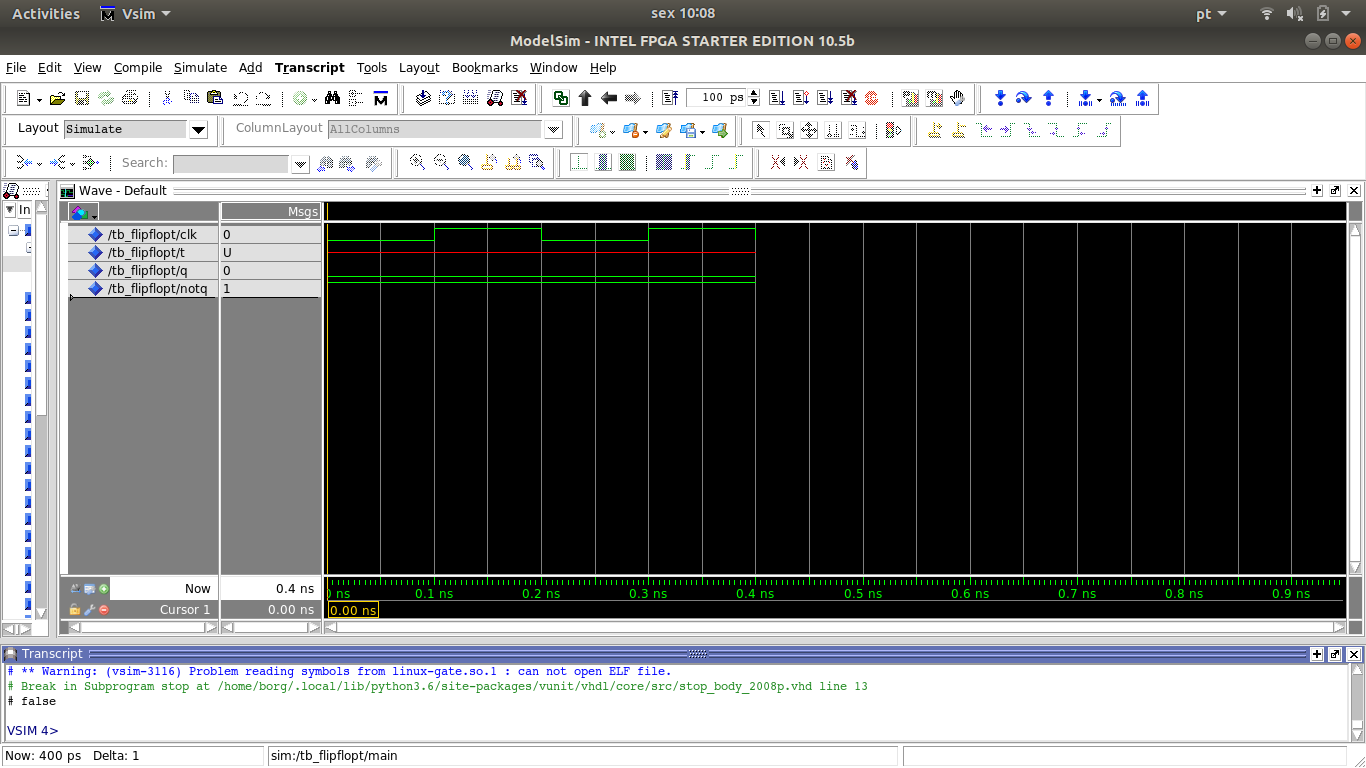 Activities Vsim sex 10:08 pt
ModelSim - INTEL FPGA STARTER EDITION 10.5b
File Edit View Compile Simulate Add Transcript Tools Layout Bookmarks Window Help
100 ps
Layout Simulate ColumnLayout AllColumns
Search:
Wave - Default
In
Msgs
/tb_flipflopt/clk 0
/tb_flipflopt/t U
/tb_flipflopt/q 0
/tb_flipflopt/notq 1
Now 0.4 ns
ns 0.1 ns 0.2 ns 0.3 ns 0.4 ns 0.5 ns 0.6 ns 0.7 ns 0.8 ns 0.9 ns
Cursor 1 0.00 ns 0.00 ns
Transcript
# ** Warning: (vsim-3116) Problem reading symbols from linux-gate.so.1 : can not open ELF file.
# Break in Subprogram stop at /home/borg/.local/lib/python3.6/site-packages/vunit/vhdl/core/src/stop_body_2008p.vhd line 13
# false
VSIM 4>
Now: 400 ps Delta: 1 sim:/tb_flipflopt/main